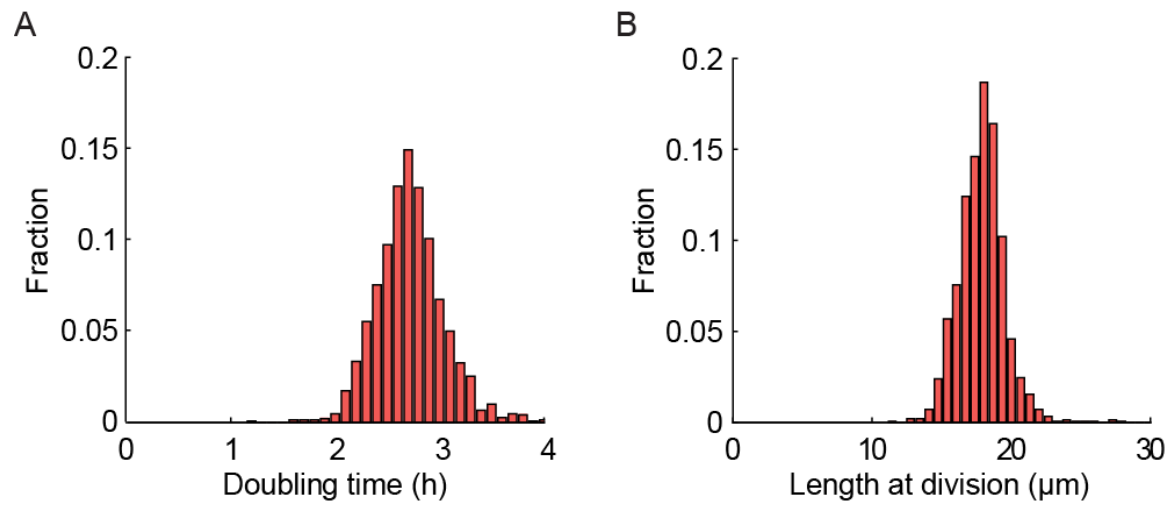 A
0.2
0.15
0.1
0.05
0
Fraction
0 1 2 3 4
Doubling time (h)
B
0.2
0.15
0.1
0.05
0
Fraction
0 10 20 30
Length at division (μm)